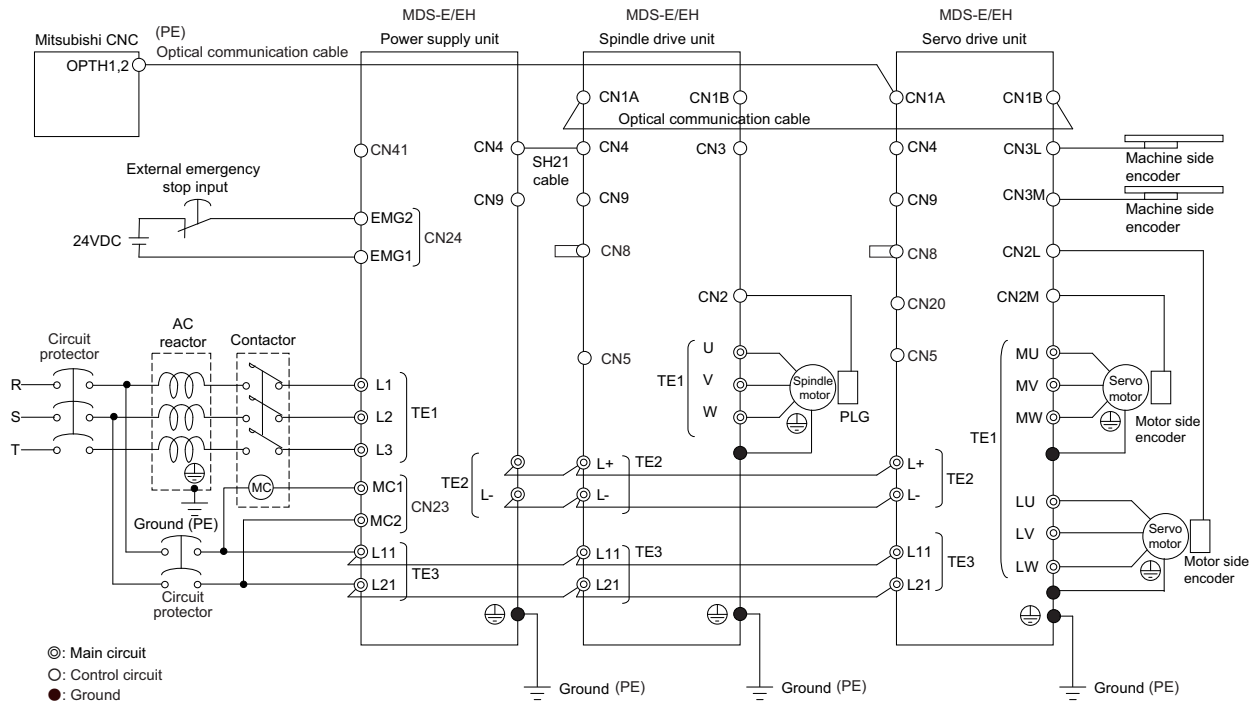 MDS-E/EH
Power supply unit
MDS-E/EH
Spindle drive unit
MDS-E/EH
Servo drive unit
Mitsubishi CNC
(PE)
Optical communication cable
OPTH1,2
CN1A
CN1B
CN1A
CN1B
Optical communication cable
CN41
CN4
SH21
cable
CN4
CN3
CN4
CN3L
Machine side
encoder
External emergency
stop input
CN9
CN9
CN9
CN3M
Machine side
encoder
24VDC
EMG2
EMG1
CN24
CN8
CN8
CN2L
CN2
CN20
CN2M
Circuit
protector
AC
reactor
Contactor
CN5
CN5
TE1
U
V
W
Spindle
motor
PLG
TE1
MU
MV
MW
Servo
motor
Motor side
encoder
R
S
T
L1
L2
L3
TE1
TE2
L-
L+
L-
TE2
L+
L-
TE2
MC
MC1
MC2
CN23
LU
LV
LW
Servo
motor
Motor side
encoder
Ground (PE)
L11
L21
TE3
L11
L21
TE3
L11
L21
TE3
Circuit
protector
Ground (PE)
Ground (PE)
Ground (PE)
: Main circuit
: Control circuit
: Ground